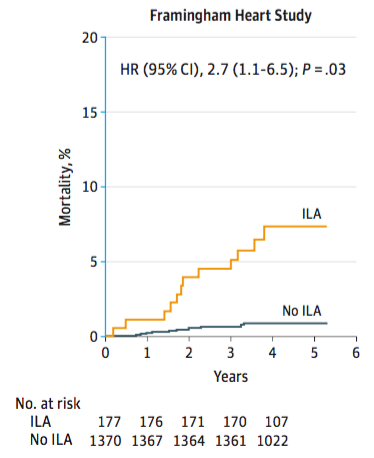 Framingham Heart Study
20
HR (95% CI), 2.7 (1.1-6.5); P = .03
15
Mortality, %
10
ILA
5
No ILA
0
0 1 2 3 4 5 6
Years
No. at risk
ILA 177 176 171 170 107
No ILA 1370 1367 1364 1361 1022